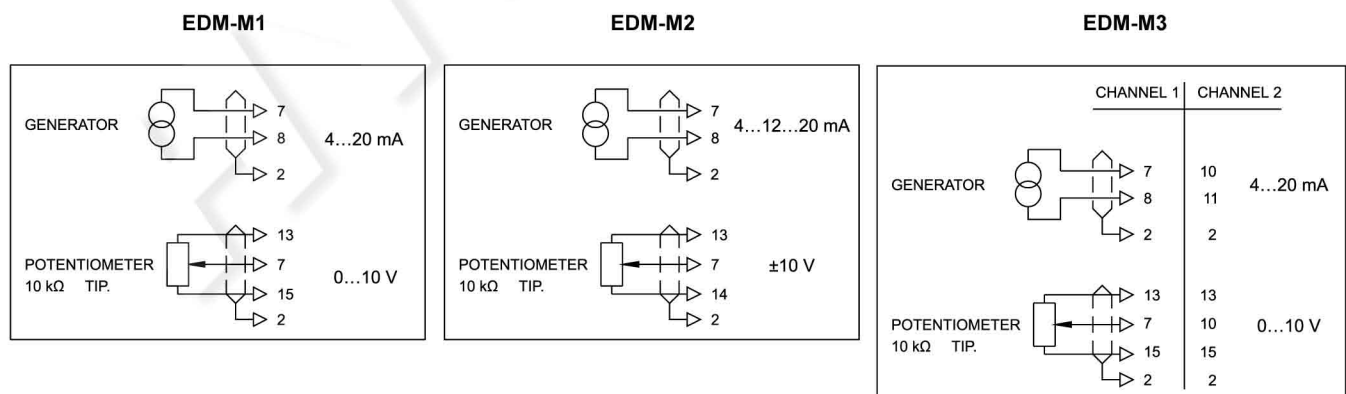 EDM-M1
GENERATOR
7
8
4…20 mA
2
POTENTIOMETER
10 kΩ TIP.
13
7
15
0…10 V
2
EDM-M2
GENERATOR
7
8
4…12…20 mA
2
POTENTIOMETER
10 kΩ TIP.
13
7
14
±10 V
2
EDM-M3
CHANNEL 1 CHANNEL 2
GENERATOR
7 10
8 11
4…20 mA
2 2
POTENTIOMETER
10 kΩ TIP.
13 13
7 10
0…10 V
15 15
2 2